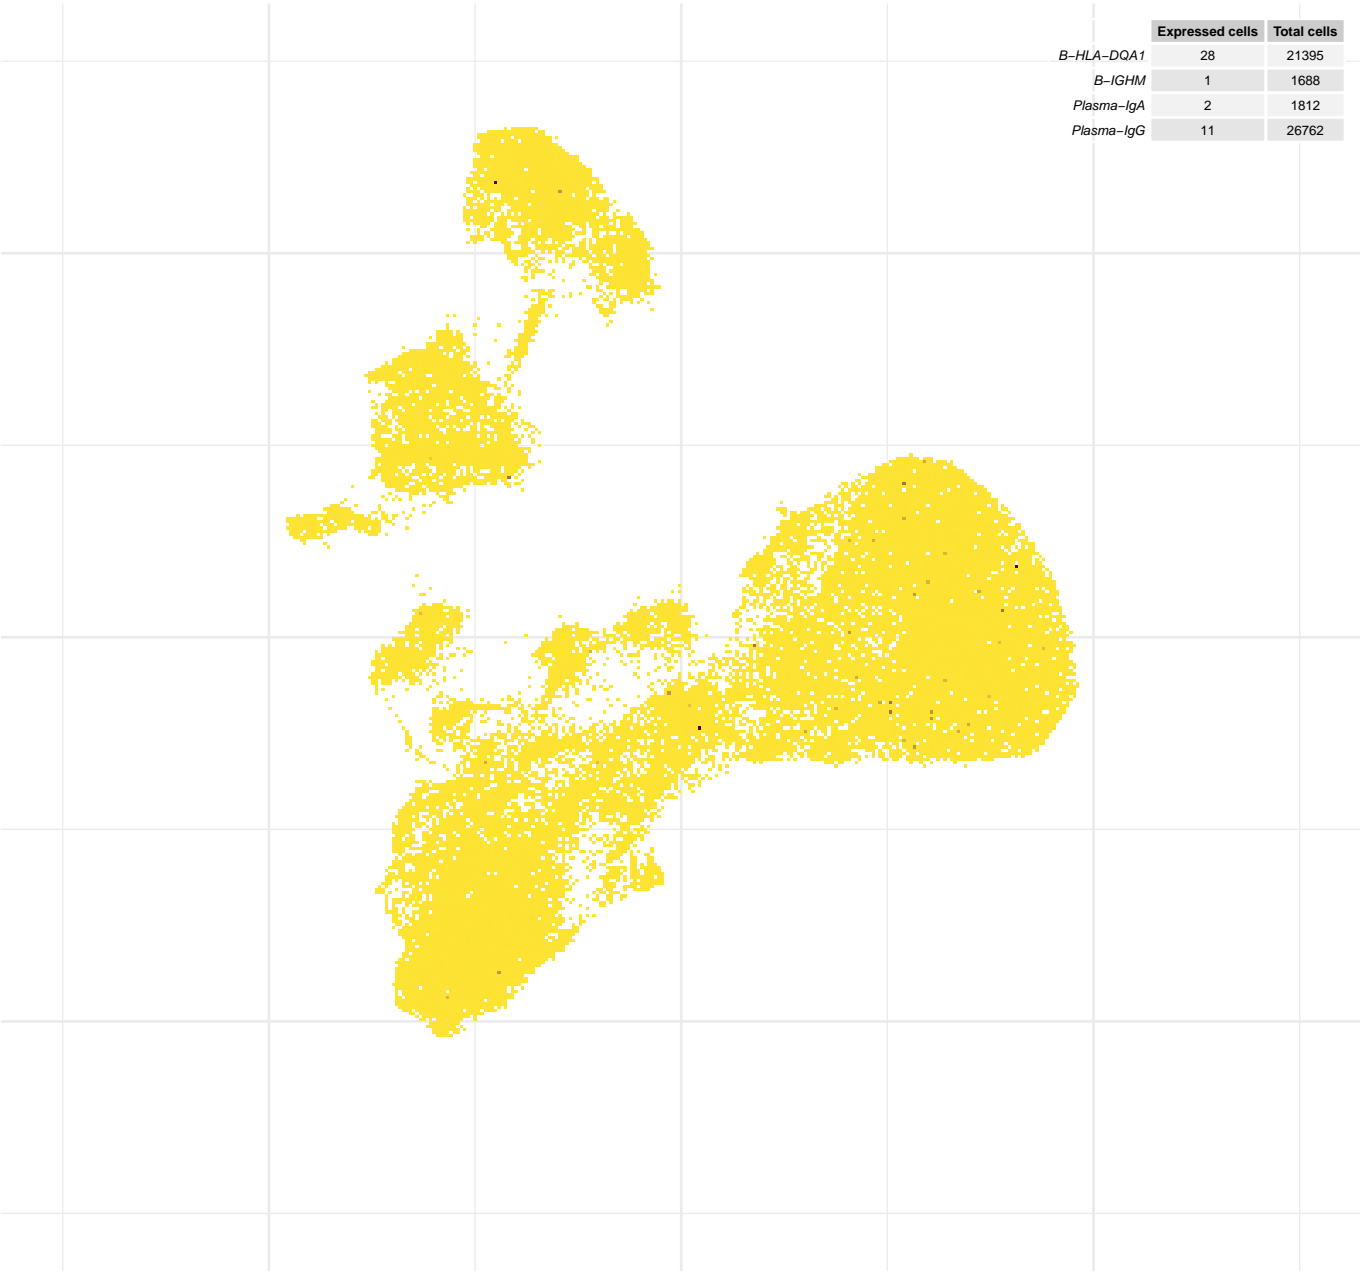 Expressed cells Total cells
B−HLA−DQA1 28 21395
B−IGHM 1 1688
Plasma−IgA 2 1812
Plasma−IgG 11 26762